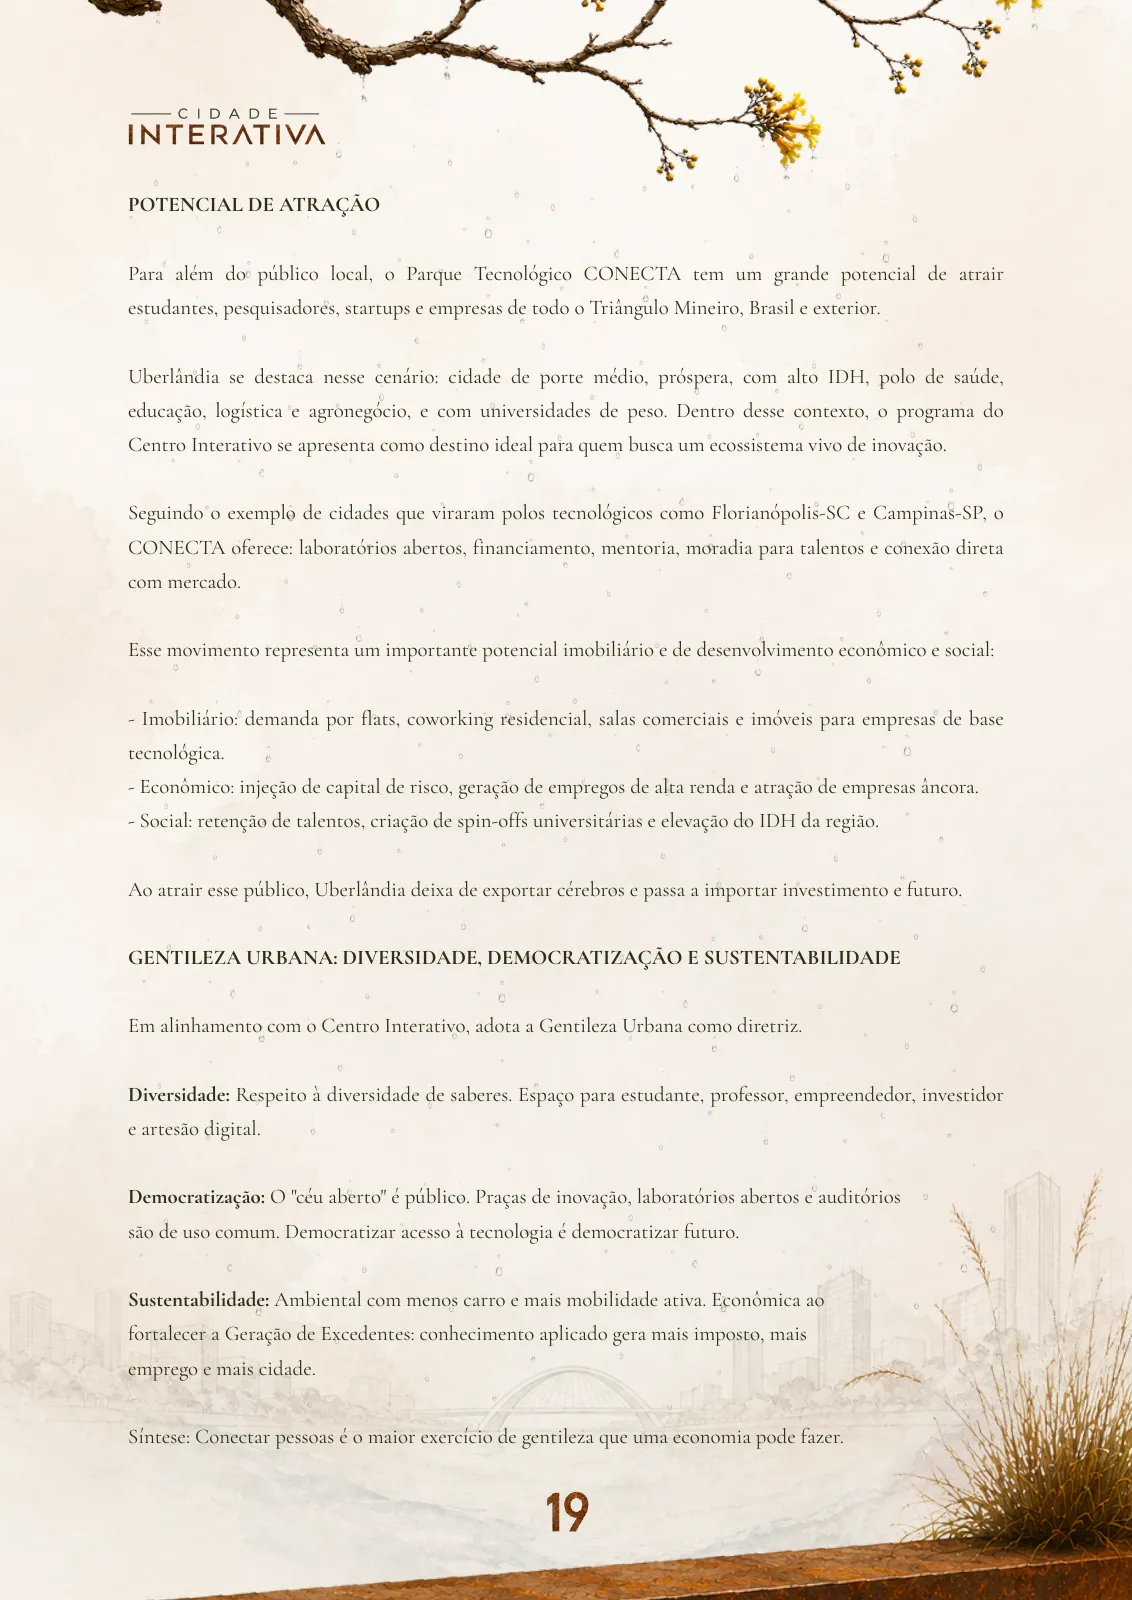 CIDADE
INTERATIVA
POTENCIAL DE ATRAÇÃO
Para além do público local, o Parque Tecnológico CONECTA tem um grande potencial de atrair
estudantes, pesquisadores, startups e empresas de todo o Triângulo Mineiro, Brasil e exterior.
Uberlândia se destaca nesse cenário: cidade de porte médio, próspera, com alto IDH, polo de saúde,
educação, logística e agronegócio, e com universidades de peso. Dentro desse contexto, o programa do
Centro Interativo se apresenta como destino ideal para quem busca um ecossistema vivo de inovação.
Seguindo o exemplo de cidades que viraram polos tecnológicos como Florianópolis-SC e Campinas-SP, o
CONECTA oferece: laboratórios abertos, financiamento, mentoria, moradia para talentos e conexão direta
com mercado.
Esse movimento representa um importante potencial imobiliário e de desenvolvimento econômico e social:
- Imobiliário: demanda por flats, coworking residencial, salas comerciais e imóveis para empresas de base
tecnológica.
- Econômico: injeção de capital de risco, geração de empregos de alta renda e atração de empresas âncora.
- Social: retenção de talentos, criação de spin-offs universitárias e elevação do IDH da região.
Ao atrair esse público, Uberlândia deixa de exportar cérebros e passa a importar investimento e futuro.
GENTILEZA URBANA: DIVERSIDADE, DEMOCRATIZAÇÃO E SUSTENTABILIDADE
Em alinhamento com o Centro Interativo, adota a Gentileza Urbana como diretriz.
Diversidade: Respeito à diversidade de saberes. Espaço para estudante, professor, empreendedor, investidor
e artesão digital.
Democratização: O "céu aberto" é público. Praças de inovação, laboratórios abertos e auditórios
são de uso comum. Democratizar acesso à tecnologia é democratizar futuro.
Sustentabilidade: Ambiental com menos carro e mais mobilidade ativa. Econômica ao
fortalecer a Geração de Excedentes: conhecimento aplicado gera mais imposto, mais
emprego e mais cidade.
Síntese: Conectar pessoas é o maior exercício de gentileza que uma economia pode fazer.
19